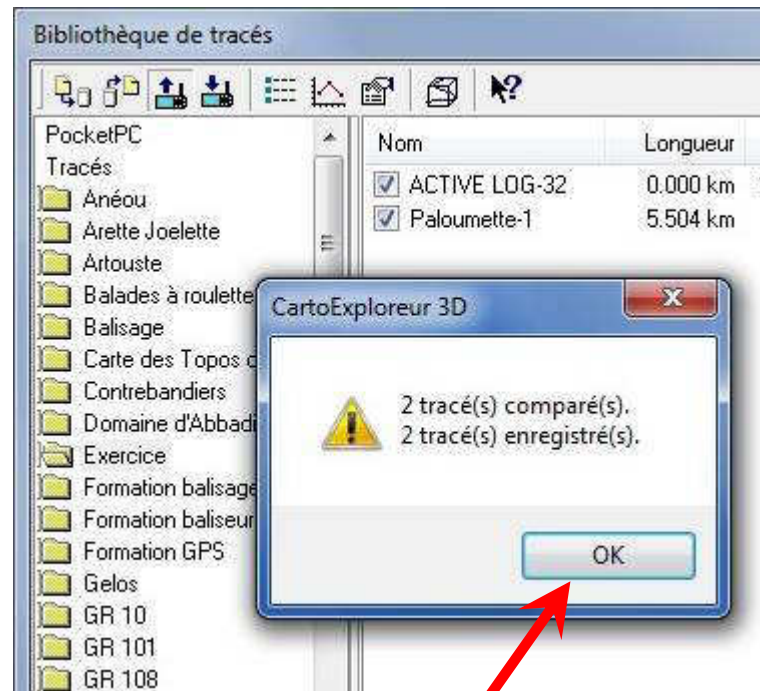 Bibliothèque de tracés
PocketPC
Tracés
Anéou
Arette Joelette
Artouste
Balades à roulette
Balisage
Carte des Topos
Contrebandiers
Domaine d'Abbadi
Exercice
Formation balisage
Formation baliseur
Formation GPS
Gelos
GR 10
GR 101
GR 108
Nom Longueur
ACTIVE LOG-32 0.000 km
Paloumette-1 5.504 km
CartoExploreur 3D
2 tracé(s) comparé(s).
2 tracé(s) enregistré(s).
OK